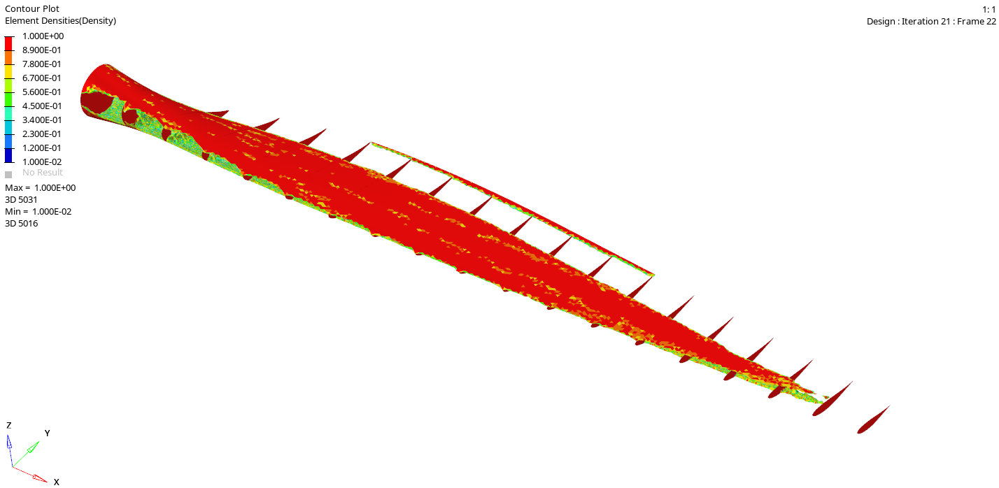 Contour Plot
Element Densities(Density)
1.000E+00
8.900E-01
7.800E-01
6.700E-01
5.600E-01
4.500E-01
3.400E-01
2.300E-01
1.200E-01
1.000E-02
No Result
Max = 1.000E+00
3D 5031
Min = 1.000E-02
3D 5016
1: 1
Design : Iteration 21 : Frame 22
Z
Y
X